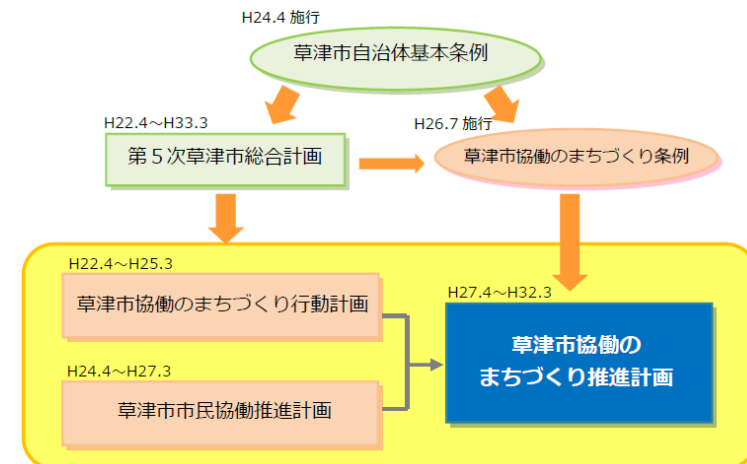 H24.4 施行
草津市自治体基本条例
H22.4～H33.3
第５次草津市総合計画
H26.7 施行
草津市協働のまちづくり条例
H22.4～H25.3
草津市協働のまちづくり行動計画
H24.4～H27.3
草津市市民協働推進計画
H27.4～H32.3
草津市協働の
まちづくり推進計画